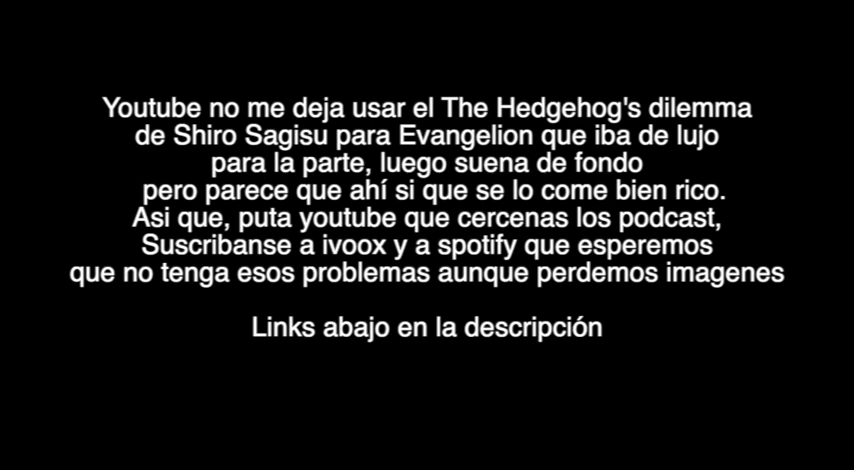 Youtube no me deja usar el The Hedgehog's dilemma
de Shiro Sagisu para Evangelion que iba de lujo
para la parte, luego suena de fondo
pero parece que ahí si que se lo come bien rico.
Asi que, puta youtube que cercenas los podcast,
Suscribanse a ivoox y a spotify que esperemos
que no tenga esos problemas aunque perdemos imagenes
Links abajo en la descripción